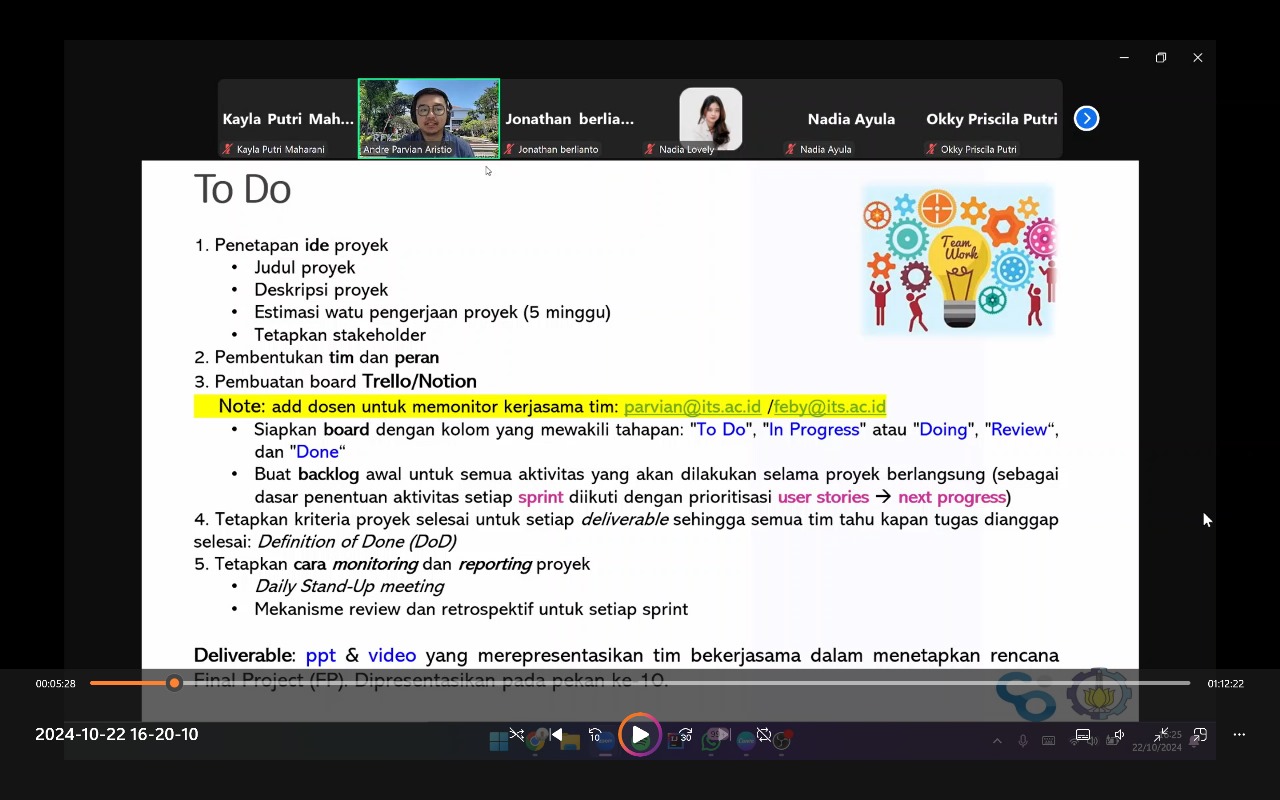 Kayla Putri Mah...
Jonathan berlia...
Nadia Ayula
Okky Priscila Putri
Kayla Putri Maharani
Andre Parvian Aristio
Jonathan berlianto
Nadia Lovely
Nadia Ayula
Okky Priscila Putri
To Do
Team
Work
1. Penetapan ide proyek
• Judul proyek
• Deskripsi proyek
• Estimasi watu pengerjaan proyek (5 minggu)
• Tetapkan stakeholder
2. Pembentukan tim dan peran
3. Pembuatan board Trello/Notion
Note: add dosen untuk memonitor kerjasama tim: parvian@its.ac.id /feby@its.ac.id
• Siapkan board dengan kolom yang mewakili tahapan: "To Do", "In Progress" atau "Doing", "Review“,
dan "Done“
• Buat backlog awal untuk semua aktivitas yang akan dilakukan selama proyek berlangsung (sebagai
dasar penentuan aktivitas setiap sprint diikuti dengan prioritisasi user stories → next progress)
4. Tetapkan kriteria proyek selesai untuk setiap deliverable sehingga semua tim tahu kapan tugas dianggap
selesai: Definition of Done (DoD)
5. Tetapkan cara monitoring dan reporting proyek
• Daily Stand-Up meeting
• Mekanisme review dan retrospektif untuk setiap sprint
Deliverable: ppt & video yang merepresentasikan tim bekerjasama dalam menetapkan rencana
Final Project (FP). Dipresentasikan pada pekan ke-10.
00:05:28
01:12:22
2024-10-22 16-20-10
10
30
22/10/2024